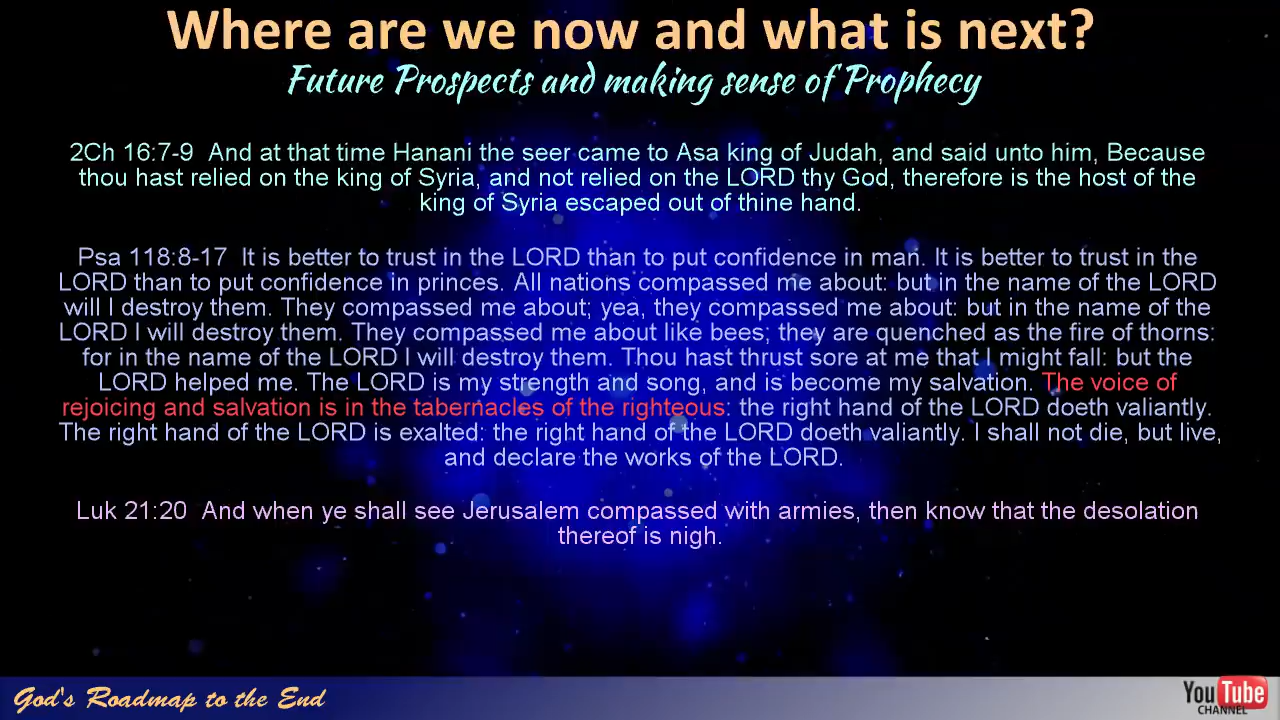 Where are we now and what is next?
Future Prospects and making sense of Prophecy
2Ch 16:7-9  And at that time Hanani the seer came to Asa king of Judah, and said unto him, Because
thou hast relied on the king of Syria, and not relied on the LORD thy God, therefore is the host of the
king of Syria escaped out of thine hand.
Psa 118:8-17  It is better to trust in the LORD than to put confidence in man. It is better to trust in the
LORD than to put confidence in princes. All nations compassed me about: but in the name of the LORD
will I destroy them. They compassed me about; yea, they compassed me about: but in the name of the
LORD I will destroy them. They compassed me about like bees; they are quenched as the fire of thorns:
for in the name of the LORD I will destroy them. Thou hast thrust sore at me that I might fall: but the
LORD helped me. The LORD is my strength and song, and is become my salvation. The voice of
rejoicing and salvation is in the tabernacles of the righteous: the right hand of the LORD doeth valiantly.
The right hand of the LORD is exalted: the right hand of the LORD doeth valiantly. I shall not die, but live,
and declare the works of the LORD.
Luk 21:20  And when ye shall see Jerusalem compassed with armies, then know that the desolation
thereof is nigh.
God's Roadmap to the End
YouTube
CHANNEL